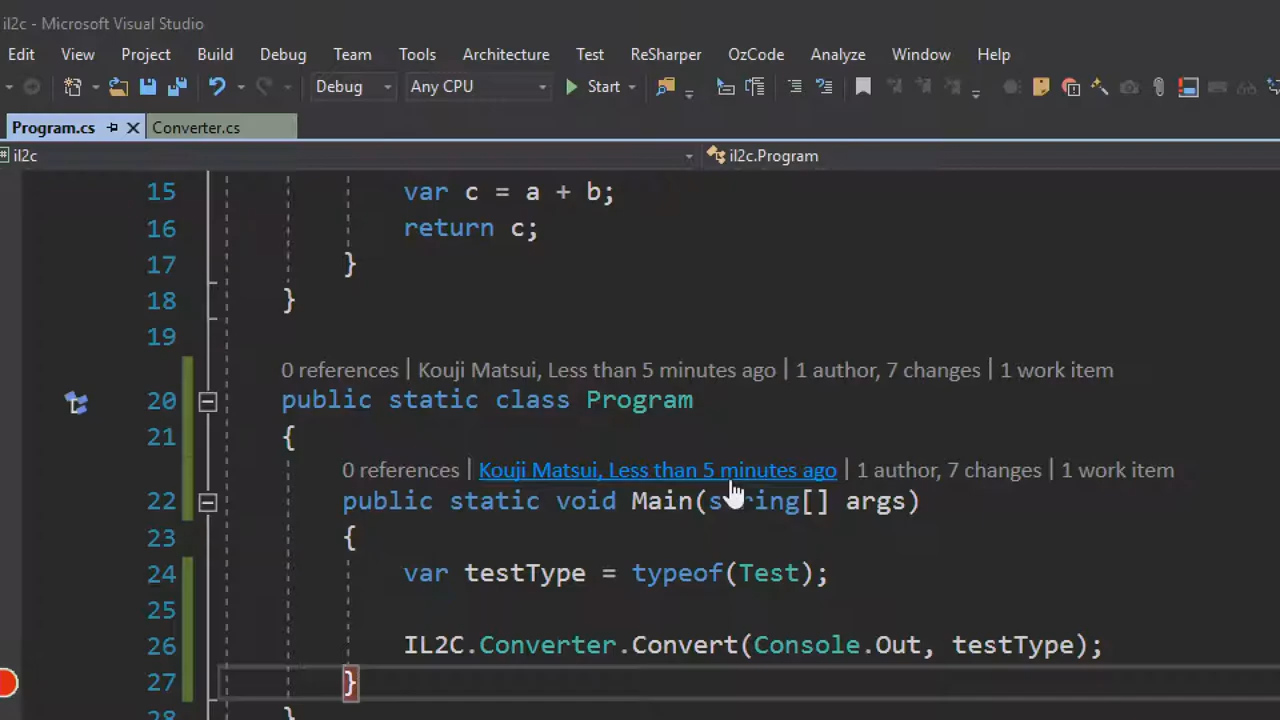 il2c - Microsoft Visual Studio
Edit View Project Build Debug Team Tools Architecture Test ReSharper OzCode Analyze Window Help
Debug Any CPU Start
Program.cs Converter.cs
il2c il2c.Program
15 var c = a + b;
16 return c;
17 }
18 }
19
0 references | Kouji Matsui, Less than 5 minutes ago | 1 author, 7 changes | 1 work item
20 public static class Program
21 {
0 references | Kouji Matsui, Less than 5 minutes ago | 1 author, 7 changes | 1 work item
22 public static void Main(string[] args)
23 {
24 var testType = typeof(Test);
25
26 IL2C.Converter.Convert(Console.Out, testType);
27 }
28 }